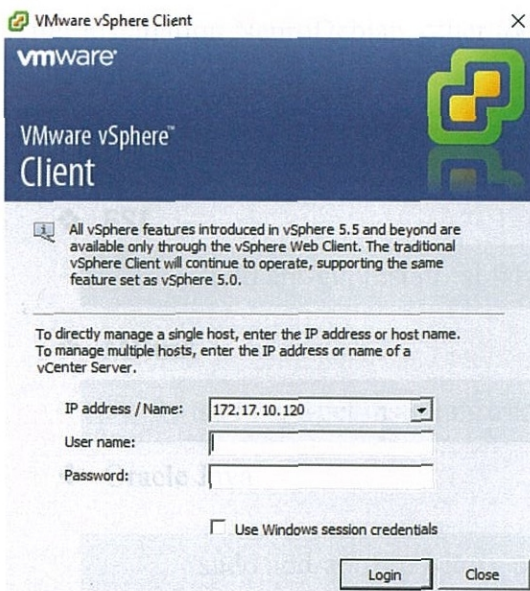 VMware vSphere Client
vmware
VMware vSphere™
Client
All vSphere features introduced in vSphere 5.5 and beyond are
available only through the vSphere Web Client. The traditional
vSphere Client will continue to operate, supporting the same
feature set as vSphere 5.0.
To directly manage a single host, enter the IP address or host name.
To manage multiple hosts, enter the IP address or name of a
vCenter Server.
IP address / Name: 172.17.10.120
User name:
Password:
Use Windows session credentials
Login Close